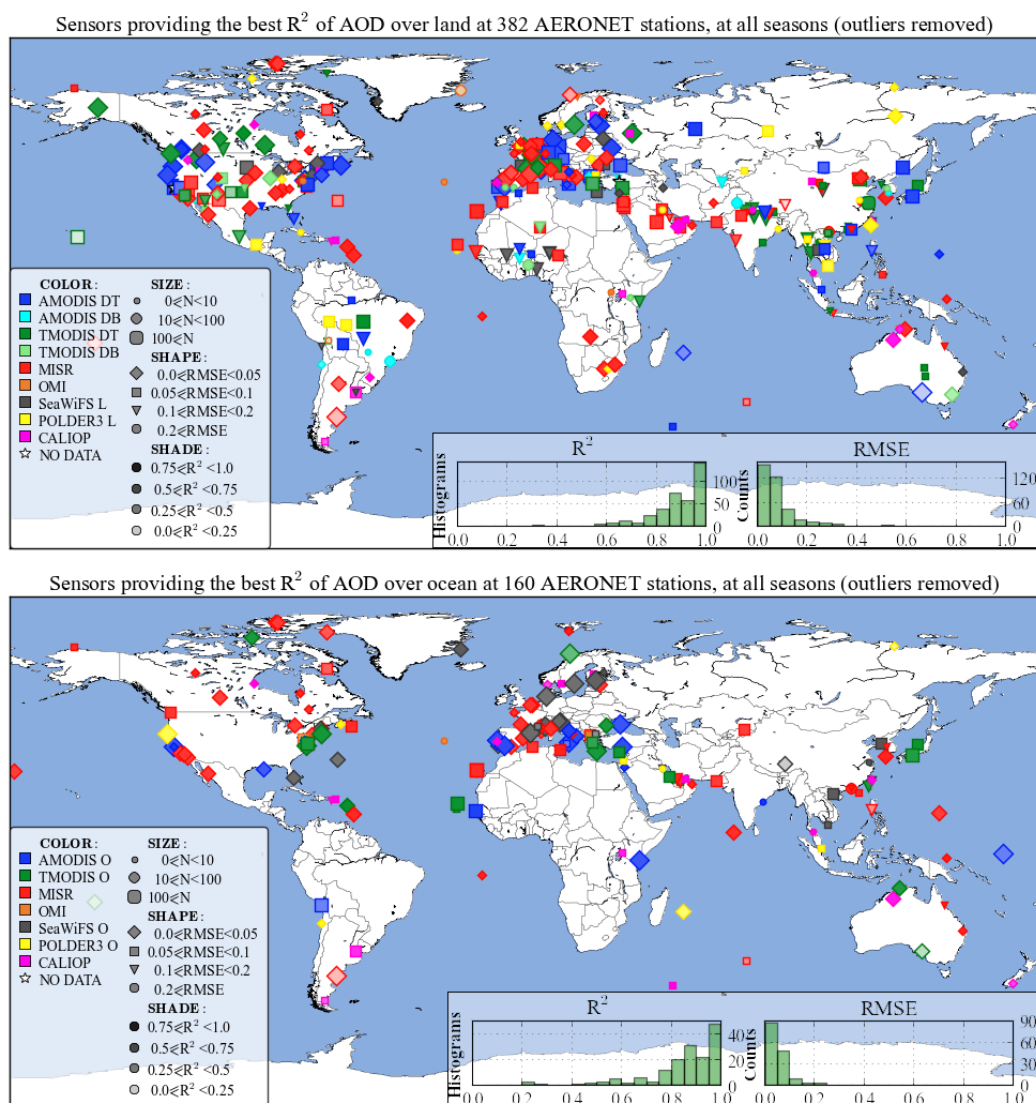 Sensors providing the best R² of AOD over land at 382 AERONET stations, at all seasons (outliers removed)
COLOR :
AMODIS DT
AMODIS DB
TMODIS DT
TMODIS DB
MISR
OMI
SeaWiFS L
POLDER3 L
CALIOP
NO DATA
SIZE :
0⩽N<10
10⩽N<100
100⩽N
SHAPE :
0.0⩽RMSE<0.05
0.05⩽RMSE<0.1
0.1⩽RMSE<0.2
0.2⩽RMSE
SHADE :
0.75⩽R² <1.0
0.5⩽R² <0.75
0.25⩽R² <0.5
0.0⩽R² <0.25
R²
Histograms
100
50
0
0.0 0.2 0.4 0.6 0.8 1.0
RMSE
Counts
120
60
0
0.0 0.2 0.4 0.6 0.8 1.0
Sensors providing the best R² of AOD over ocean at 160 AERONET stations, at all seasons (outliers removed)
COLOR :
AMODIS O
TMODIS O
MISR
OMI
SeaWiFS O
POLDER3 O
CALIOP
NO DATA
SIZE :
0⩽N<10
10⩽N<100
100⩽N
SHAPE :
0.0⩽RMSE<0.05
0.05⩽RMSE<0.1
0.1⩽RMSE<0.2
0.2⩽RMSE
SHADE :
0.75⩽R² <1.0
0.5⩽R² <0.75
0.25⩽R² <0.5
0.0⩽R² <0.25
R²
Histograms
40
20
0
0.0 0.2 0.4 0.6 0.8 1.0
RMSE
Counts
90
60
30
0
0.0 0.2 0.4 0.6 0.8 1.0